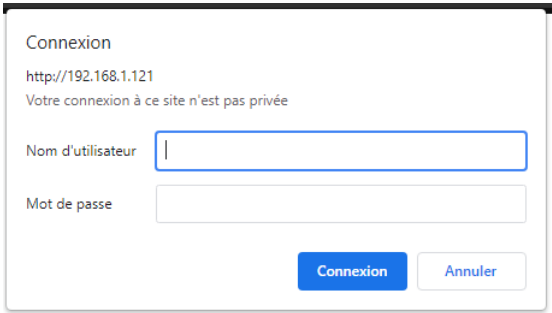 Connexion
http://192.168.1.121
Votre connexion à ce site n'est pas privée
Nom d'utilisateur
Mot de passe
Connexion Annuler